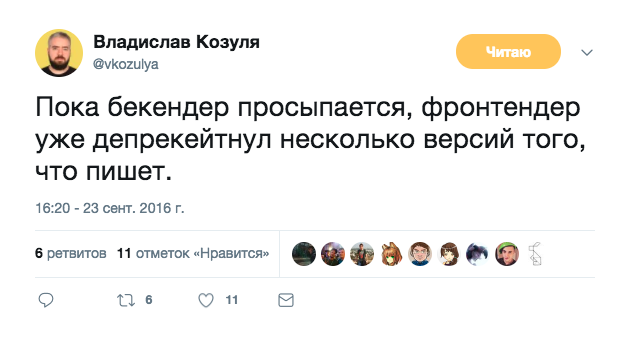 Владислав Козуля
@vkozulya
Читаю
Пока бекендер просыпается, фронтендер
уже депрекейтнул несколько версий того,
что пишет.
16:20 - 23 сент. 2016 г.
6 ретвитов 11 отметок «Нравится»
6 11